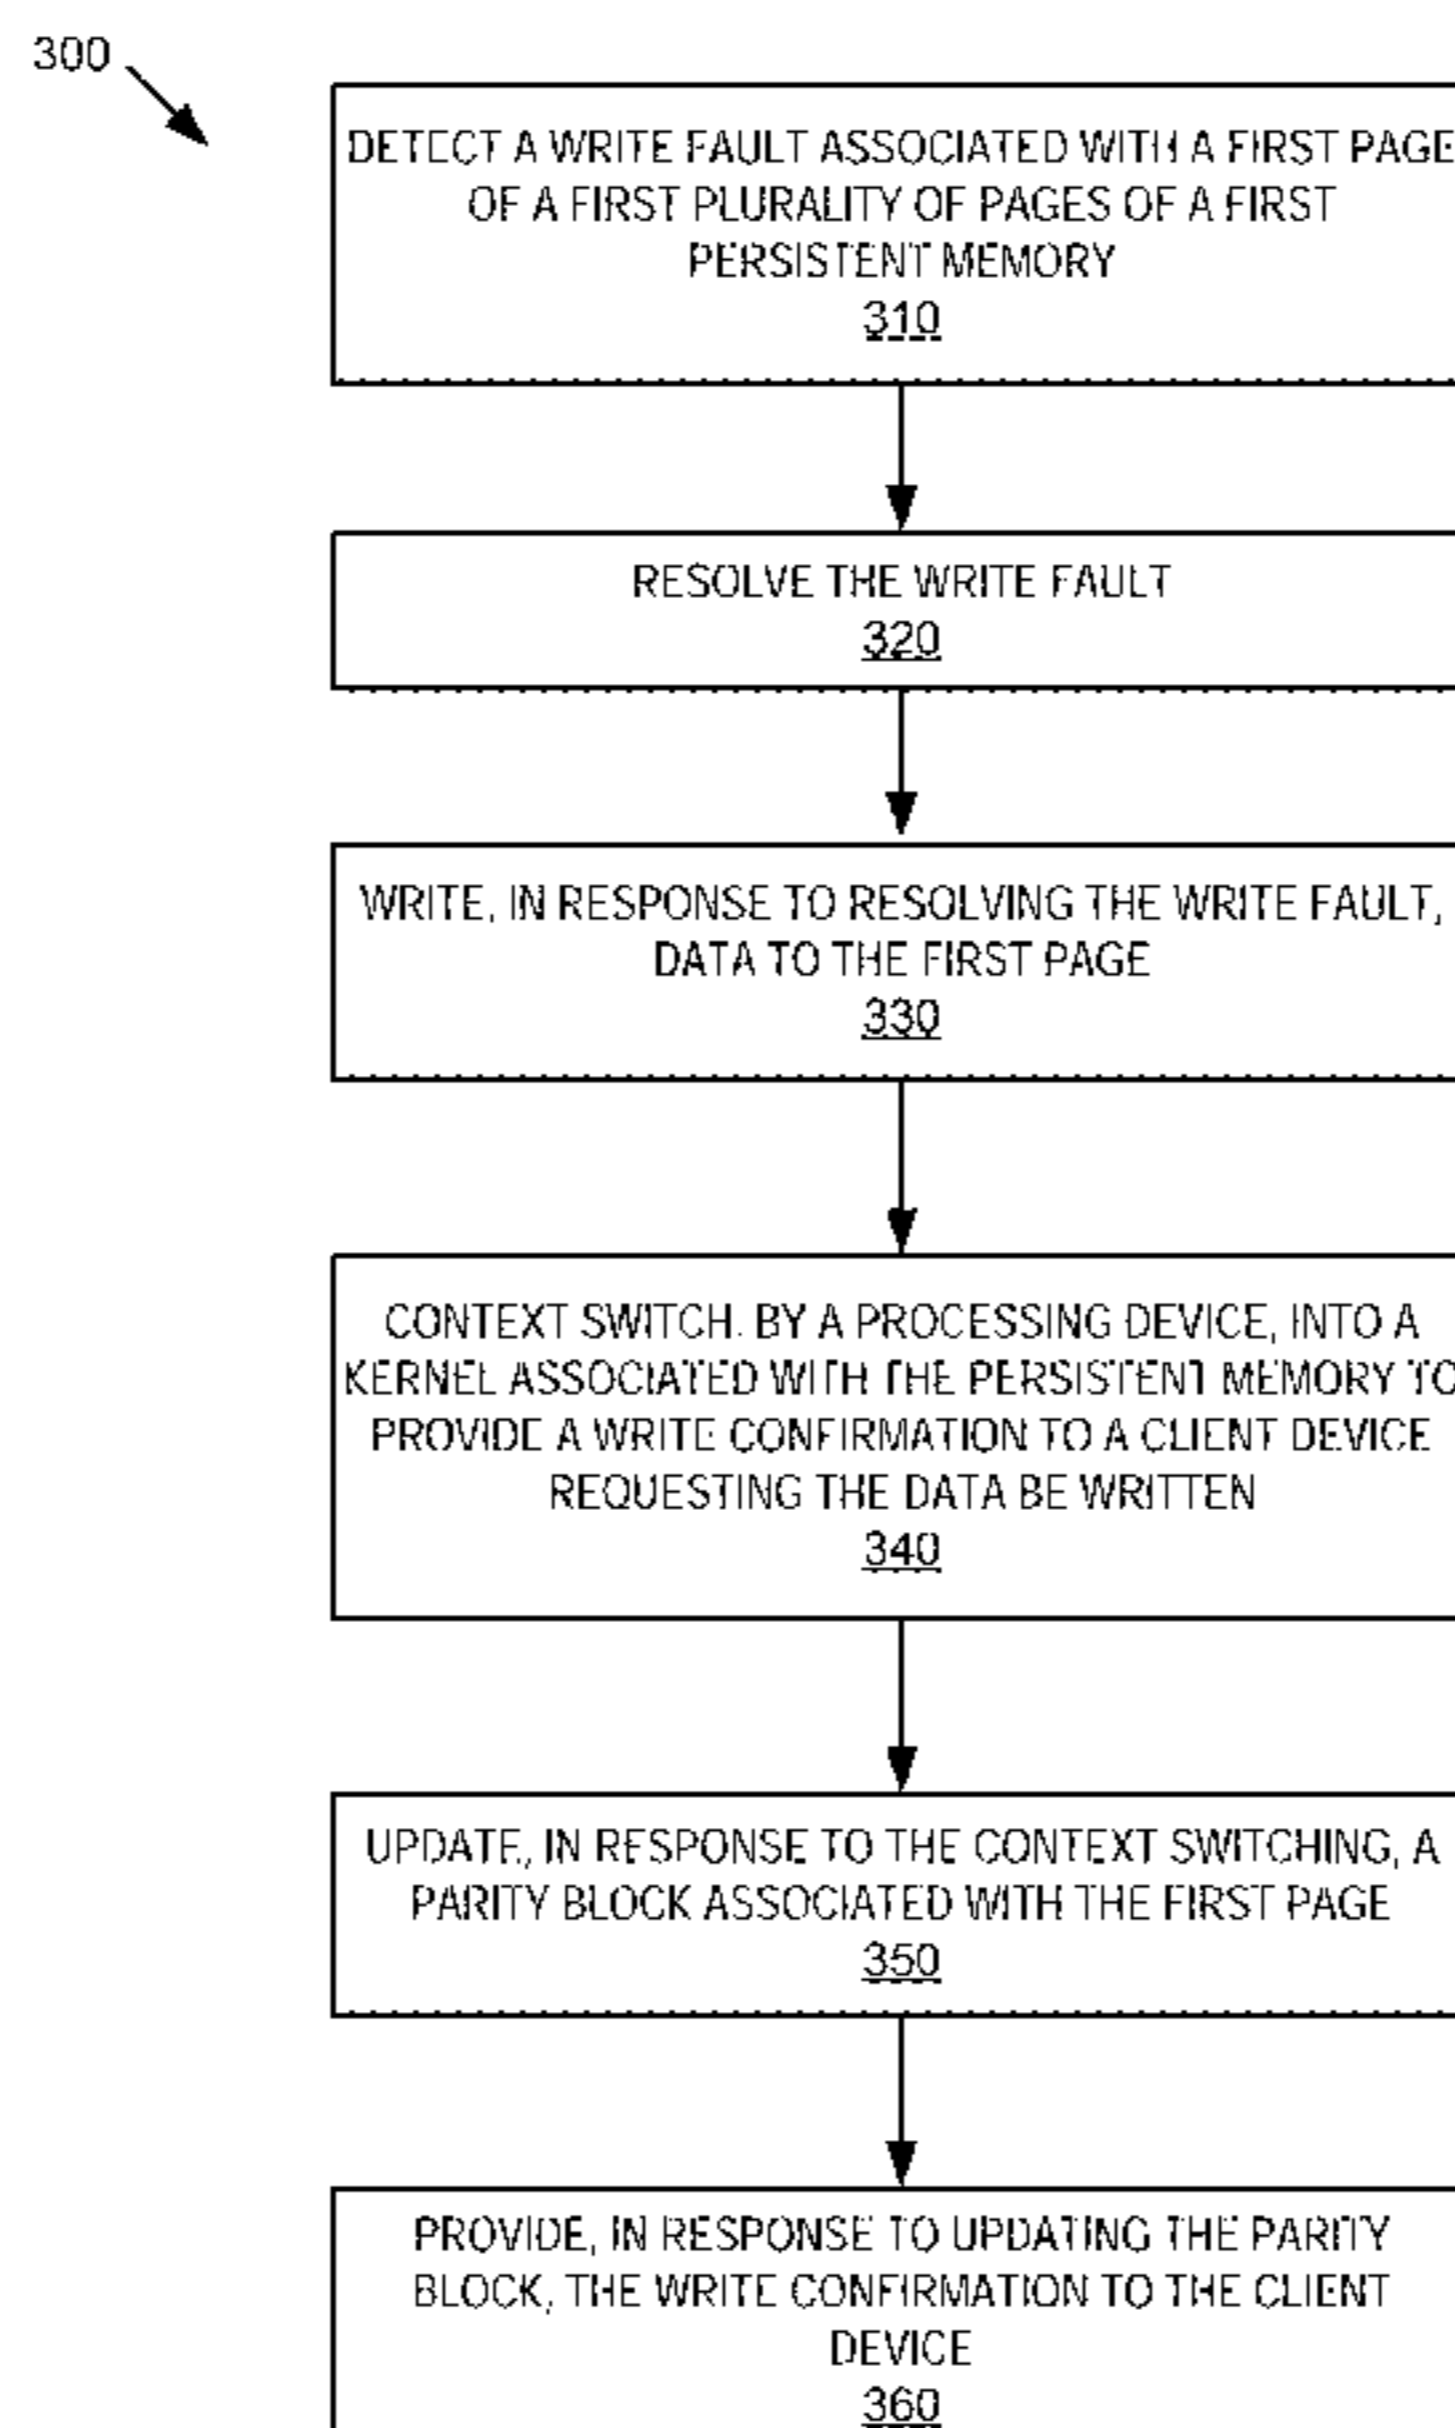 300
DETECT A WRITE FAULT ASSOCIATED WITH A FIRST PAGE
OF A FIRST PLURALITY OF PAGES OF A FIRST
PERSISTENT MEMORY
310
RESOLVE THE WRITE FAULT
320
WRITE, IN RESPONSE TO RESOLVING THE WRITE FAULT,
DATA TO THE FIRST PAGE
330
CONTEXT SWITCH, BY A PROCESSING DEVICE, INTO A
KERNEL ASSOCIATED WITH THE PERSISTENT MEMORY TO
PROVIDE A WRITE CONFIRMATION TO A CLIENT DEVICE
REQUESTING THE DATA BE WRITTEN
340
UPDATE, IN RESPONSE TO THE CONTEXT SWITCHING, A
PARITY BLOCK ASSOCIATED WITH THE FIRST PAGE
350
PROVIDE, IN RESPONSE TO UPDATING THE PARITY
BLOCK, THE WRITE CONFIRMATION TO THE CLIENT
DEVICE
360